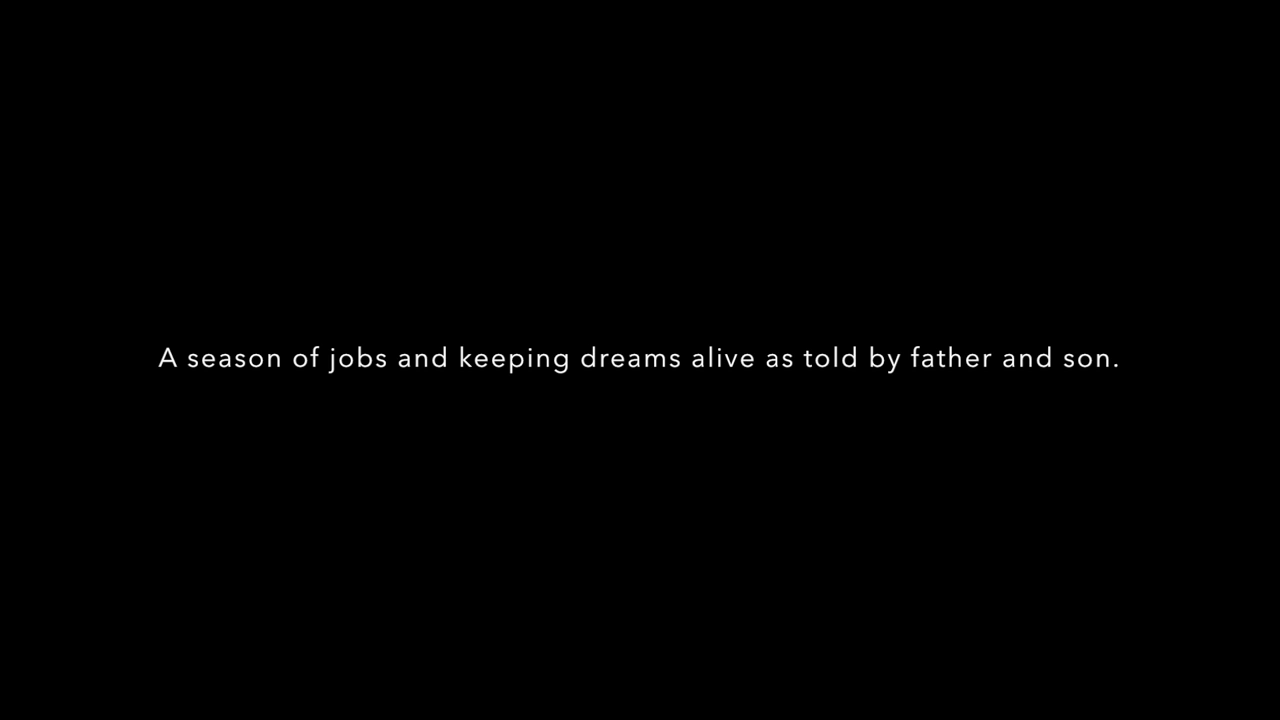 A season of jobs and keeping dreams alive as told by father and son.